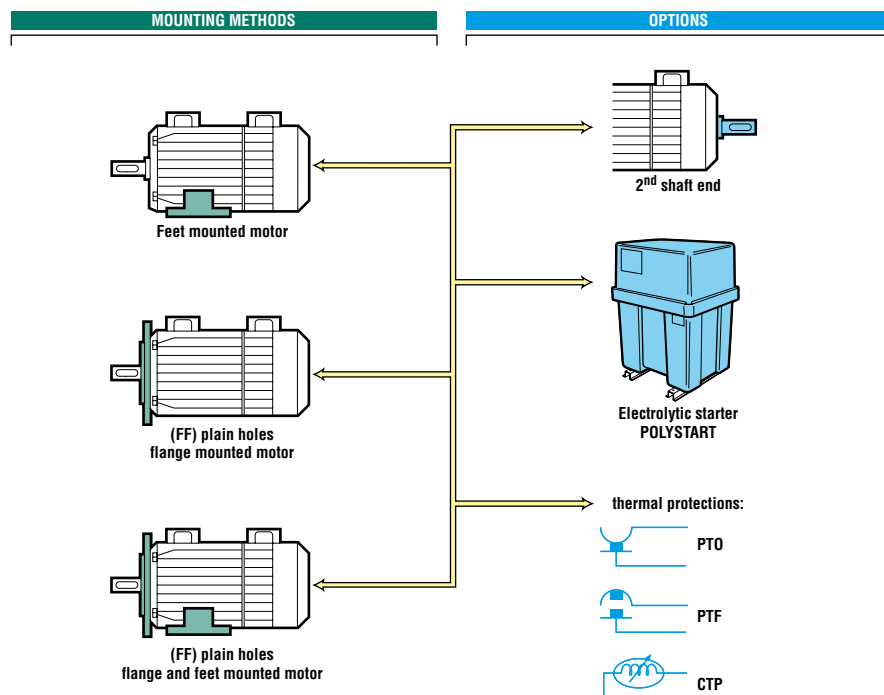 MOUNTING METHODS
Feet mounted motor
(FF) plain holes
flange mounted motor
(FF) plain holes
flange and feet mounted motor
OPTIONS
2nd shaft end
Electrolytic starter
POLYSTART
thermal protections:
PTO
PTF
CTP